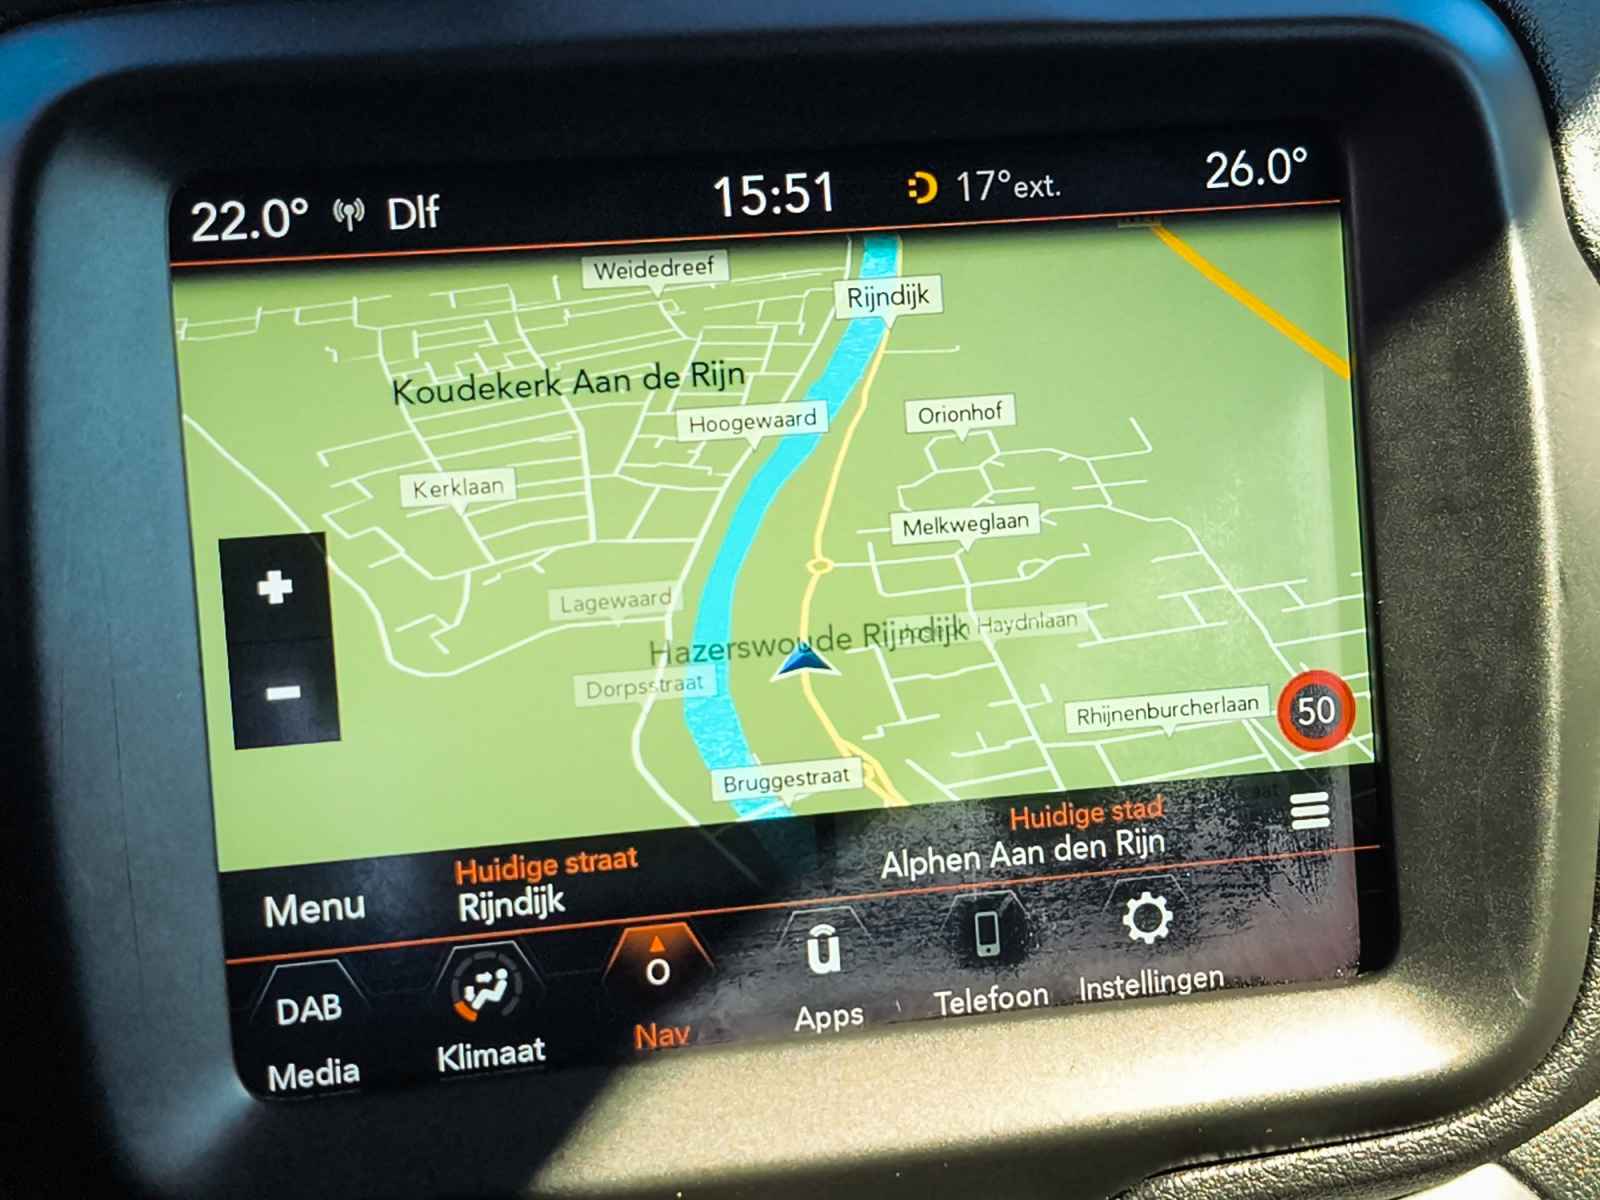 22.0° Dlf 15:51 17°ext. 26.0°
Weidedreef
Rijndijk
Koudekerk Aan de Rijn
Hoogewaard
Orionhof
Kerklaan
Melkweglaan
Lagewaard
Hazerswoude Rijndijk
Haydnlaan
Dorpsstraat
Rhijnenburcherlaan
50
Bruggestraat
Menu
Huidige straat
Rijndijk
Huidige stad
Alphen Aan den Rijn
DAB
Media
Klimaat
Nav
Apps
Telefoon
Instellingen